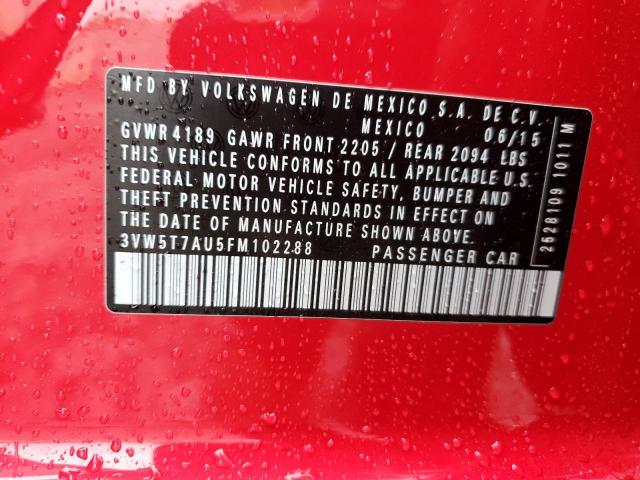 MFD BY VOLKSWAGEN DE MEXICO S.A. DE C.V.
MEXICO 06/15
GVWR 4189 GAWR FRONT 2205 / REAR 2094 LBS
THIS VEHICLE CONFORMS TO ALL APPLICABLE U.S.
FEDERAL MOTOR VEHICLE SAFETY, BUMPER AND
THEFT PREVENTION STANDARDS IN EFFECT ON
THE DATE OF MANUFACTURE SHOWN ABOVE.
3VW5T7AU5FM102288 PASSENGER CAR
2628109 1011 M